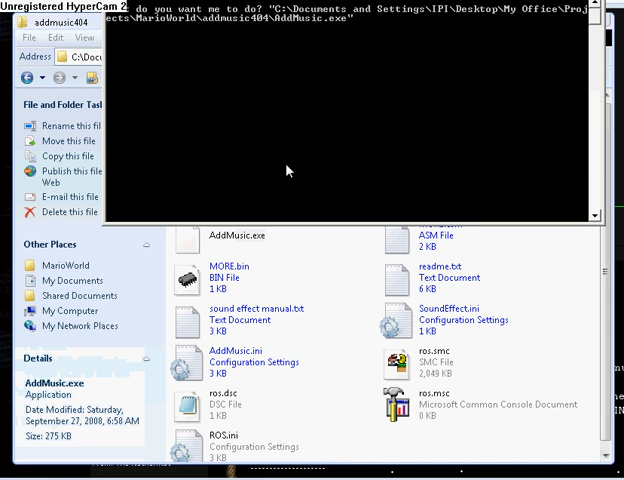 Unregistered HyperCam 2
t do you want me to do? "C:\Documents and Settings\IPI\Desktop\My Office\Proj
ects\MarioWorld\addmusic404\AddMusic.exe"
addmusic404
File Edit View
Address C:\Docu
File and Folder Tas
Rename this fil
Move this file
Copy this file
Publish this file
Web
E-mail this file
Delete this file
Other Places
MarioWorld
My Documents
Shared Documents
My Computer
My Network Places
Details
AddMusic.exe
Application
Date Modified: Saturday,
September 27, 2008, 6:58 AM
Size: 275 KB
AddMusic.exe
ASM File
2 KB
MORE.bin
BIN File
1 KB
readme.txt
Text Document
6 KB
sound effect manual.txt
Text Document
3 KB
SoundEffect.ini
Configuration Settings
1 KB
AddMusic.ini
Configuration Settings
3 KB
ros.smc
SMC File
2,049 KB
ros.dsc
DSC File
1 KB
ros.msc
Microsoft Common Console Document
0 KB
ROS.ini
Configuration Settings
3 KB